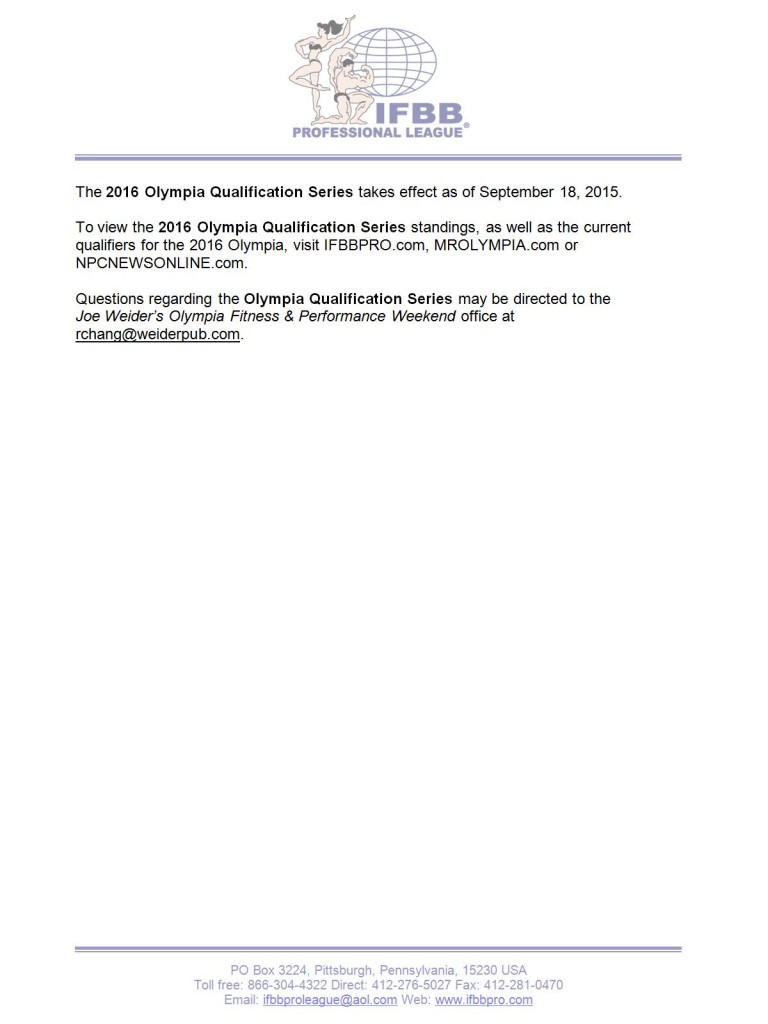 IFBB®
PROFESSIONAL LEAGUE
The 2016 Olympia Qualification Series takes effect as of September 18, 2015.
To view the 2016 Olympia Qualification Series standings, as well as the current
qualifiers for the 2016 Olympia, visit IFBBPRO.com, MROLYMPIA.com or
NPCNEWSONLINE.com.
Questions regarding the Olympia Qualification Series may be directed to the
Joe Weider's Olympia Fitness & Performance Weekend office at
rchang@weiderpub.com.
PO Box 3224, Pittsburgh, Pennsylvania, 15230 USA
Toll free: 866-304-4322 Direct: 412-276-5027 Fax: 412-281-0470
Email: ifbbproleague@aol.com Web: www.ifbbpro.com